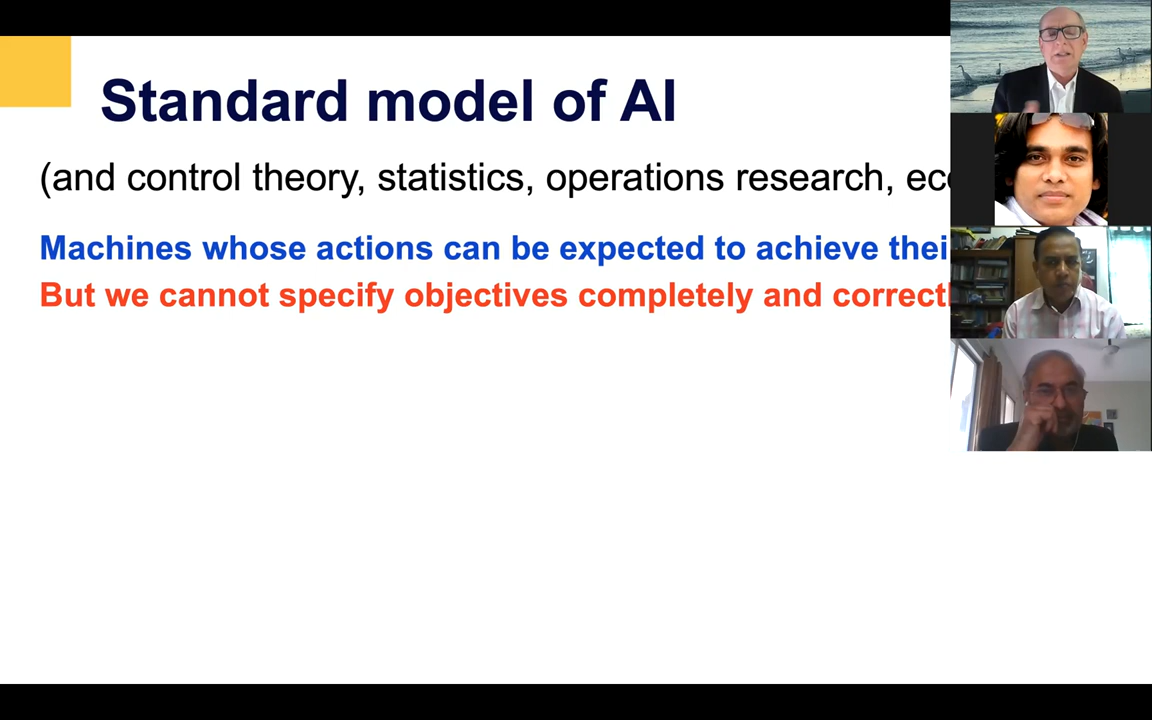 Standard model of AI
(and control theory, statistics, operations research, ec
Machines whose actions can be expected to achieve thei
But we cannot specify objectives completely and correctl